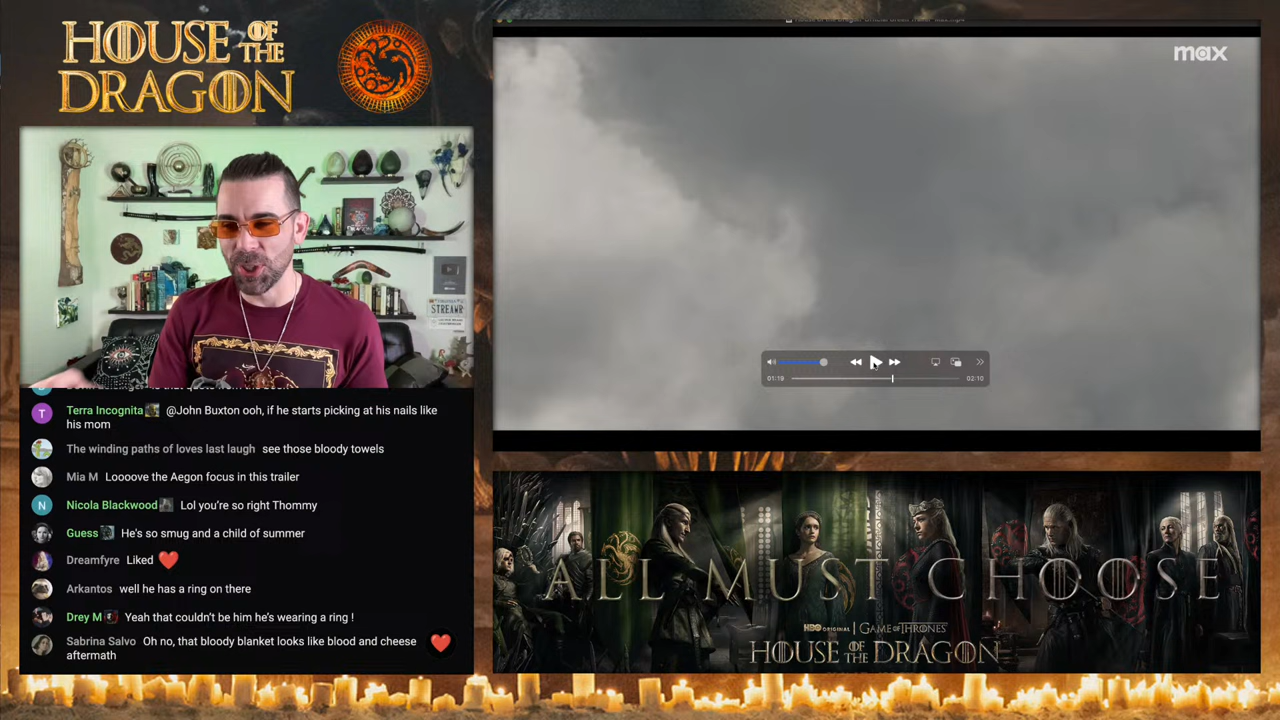 HOUSE
OF
THE
DRAGON
max
STREAWR
01:19
02:10
Terra Incognita @John Buxton ooh, if he starts picking at his nails like
his mom
The winding paths of loves last laugh see those bloody towels
Mia M Loooove the Aegon focus in this trailer
N Nicola Blackwood Lol you're so right Thommy
Guess He's so smug and a child of summer
Dreamfyre Liked
Arkantos well he has a ring on there
Drey M Yeah that couldn't be him he's wearing a ring !
Sabrina Salvo Oh no, that bloody blanket looks like blood and cheese
aftermath
T
ALL MUST CHOOSE
HBO ORIGINAL | GAME OF THRONES
HOUSE OF THE DRAGON